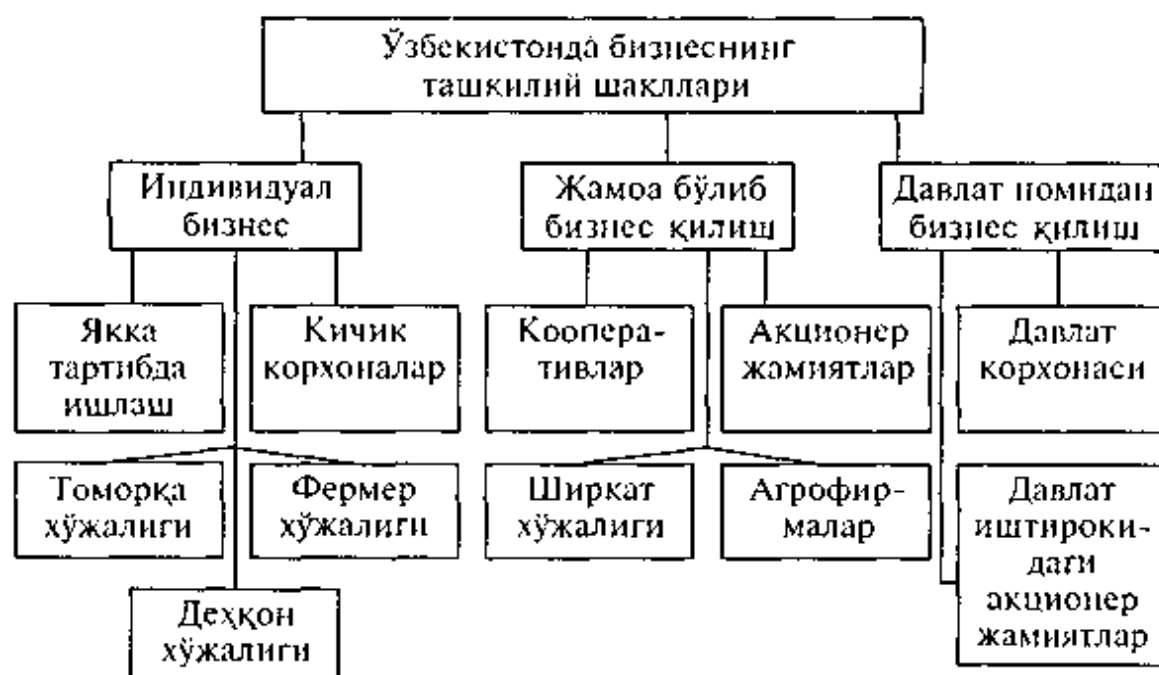 Ўзбекистонда бизнеснинг
ташкилий шакллари
Индивидуал
бизнес
Жамоа бўлиб
бизнес қилиш
Давлат номидан
бизнес қилиш
Якка
тартибда
ишлаш
Кичик
корхоналар
Коопера-
тивлар
Акционер
жамиятлар
Давлат
корхонаси
Томорқа
хўжалиги
Фермер
хўжалиги
Ширкат
хўжалиги
Агрофир-
малар
Давлат
иштироки-
даги
акционер
жамиятлар
Деҳқон
хўжалиги